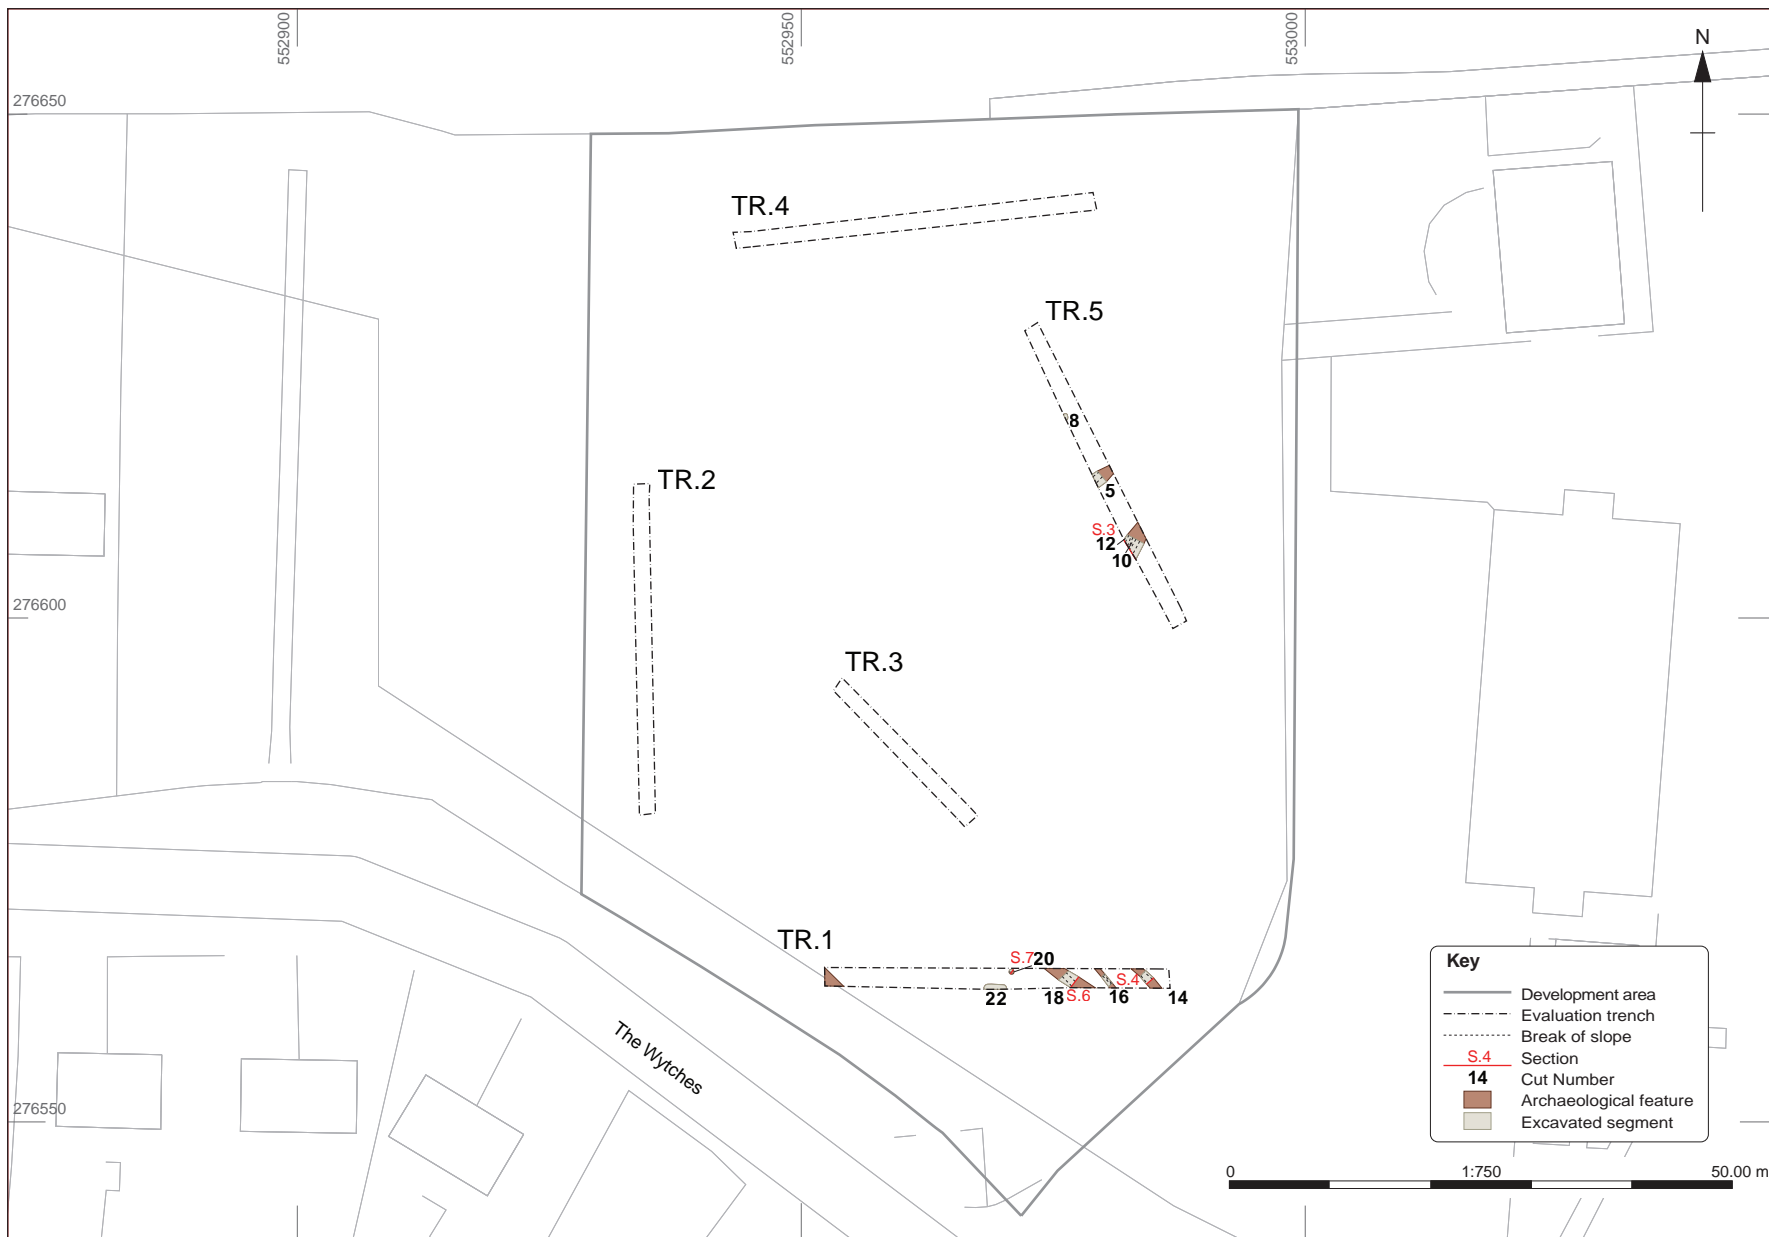 552900
552950
553000
N
276650
TR.4
TR.5
8
TR.2
5
S.3
12
10
276600
TR.3
TR.1
S.7 20
S.4
22 18 S.6 16 14
The Wytches
276550
Key
Development area
Evaluation trench
Break of slope
S.4 Section
14 Cut Number
Archaeological feature
Excavated segment
0 1:750 50.00 m